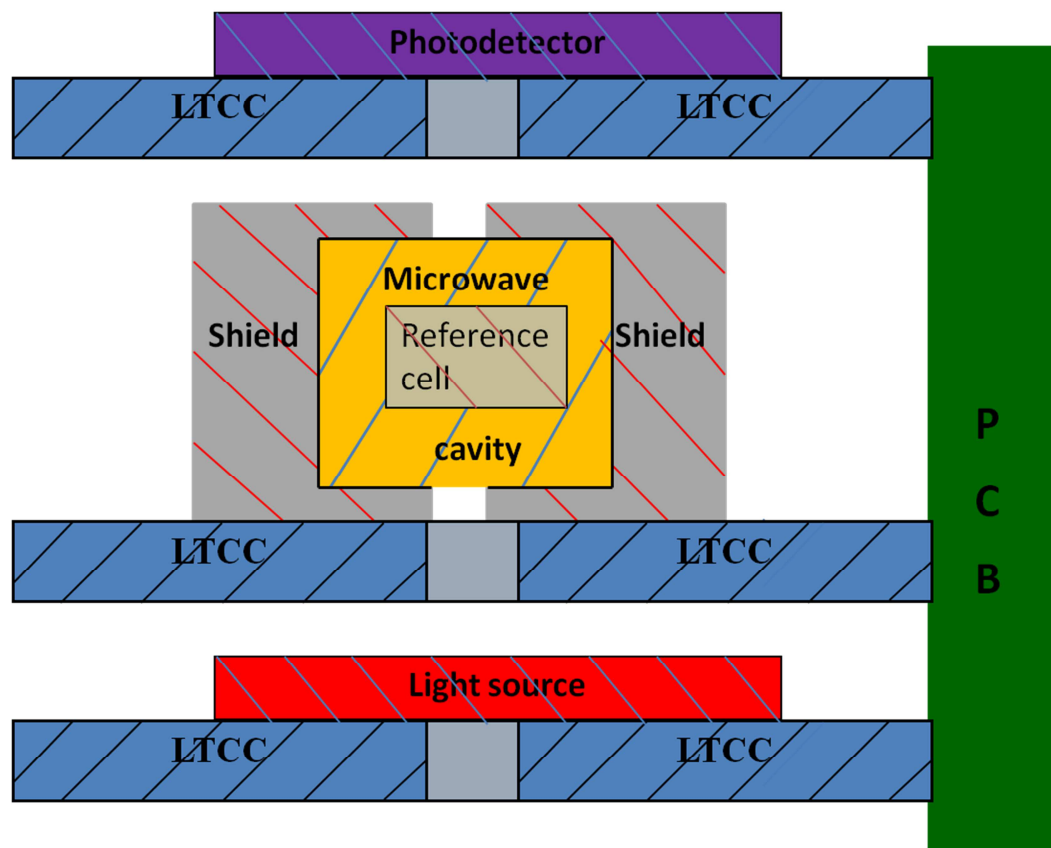 Photodetector
LTCC LTCC
Microwave
Shield Reference Shield
cell
cavity
P
C
B
LTCC LTCC
Light source
LTCC LTCC